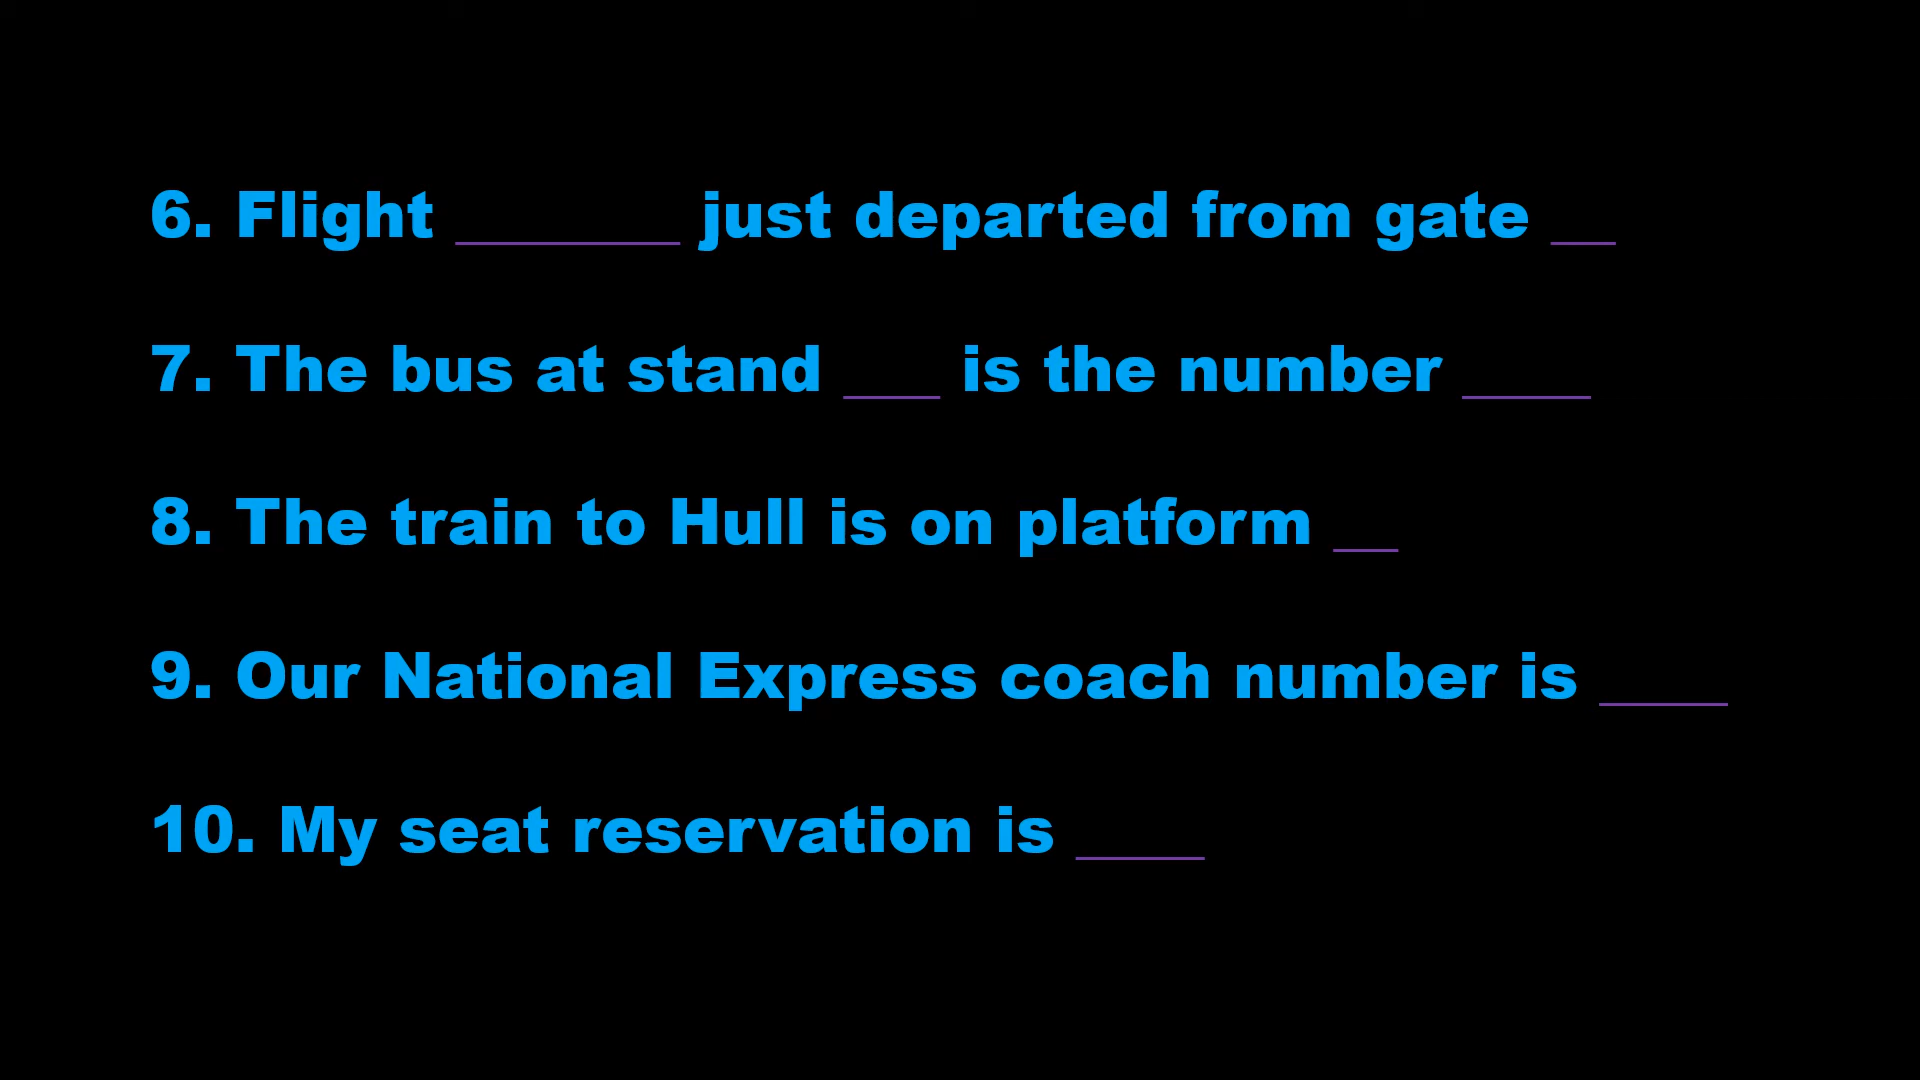 6. Flight _______ just departed from gate __
7. The bus at stand ___ is the number ____
8. The train to Hull is on platform __
9. Our National Express coach number is ____
10. My seat reservation is ____